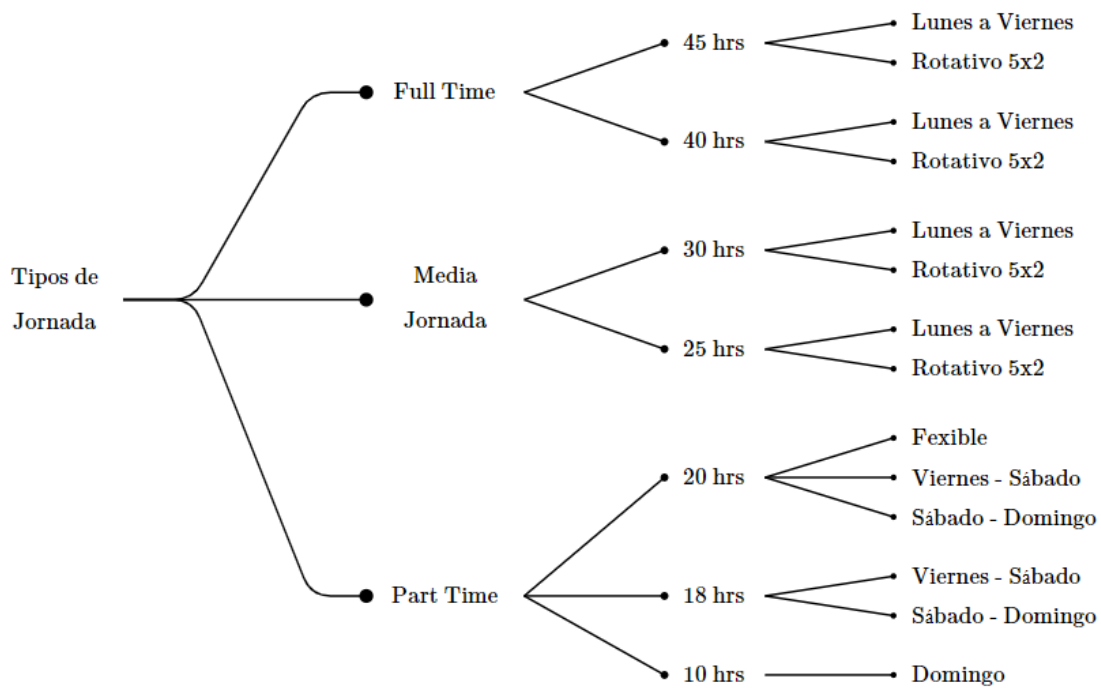 Tipos de
Jornada
Full Time
45 hrs
Lunes a Viernes
Rotativo 5x2
40 hrs
Lunes a Viernes
Rotativo 5x2
Media
Jornada
30 hrs
Lunes a Viernes
Rotativo 5x2
25 hrs
Lunes a Viernes
Rotativo 5x2
Part Time
20 hrs
Fexible
Viernes - Sábado
Sábado - Domingo
18 hrs
Viernes - Sábado
Sábado - Domingo
10 hrs
Domingo